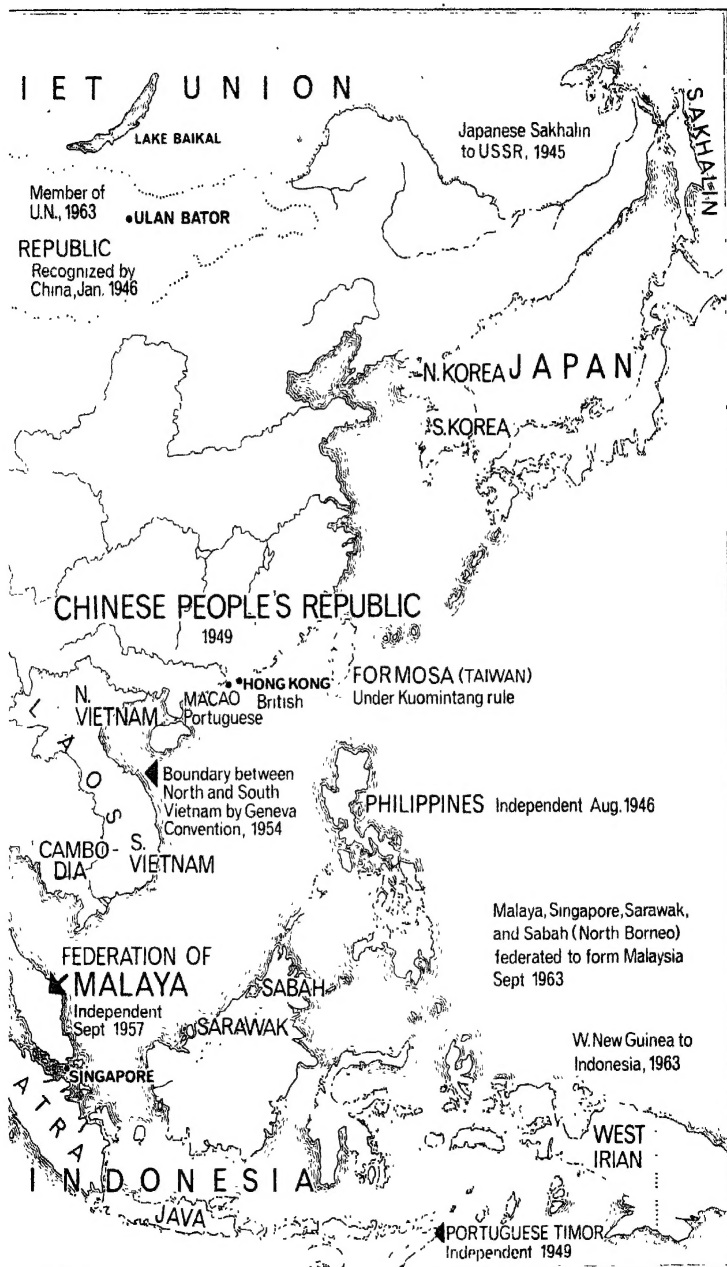 IET UNION
LAKE BAIKAL
Japanese Sakhalin
to USSR, 1945
SAKHALIN
Member of
U.N., 1963
•ULAN BATOR
REPUBLIC
Recognized by
China, Jan. 1946
N. KOREA
JAPAN
S. KOREA
CHINESE PEOPLE'S REPUBLIC
1949
HONG KONG
British
MACAO
Portuguese
FORMOSA (TAIWAN)
Under Kuomintang rule
N.
VIETNAM
LAOS
Boundary between
North and South
Vietnam by Geneva
Convention, 1954
PHILIPPINES Independent Aug. 1946
CAMBO-
DIA
S.
VIETNAM
Malaya, Singapore, Sarawak,
and Sabah (North Borneo)
federated to form Malaysia
Sept 1963
FEDERATION OF
MALAYA
Independent
Sept 1957
SABAH
SARAWAK
W. New Guinea to
Indonesia, 1963
SINGAPORE
ATRA
WEST
IRIAN
INDONESIA
JAVA
PORTUGUESE TIMOR
Independent 1949